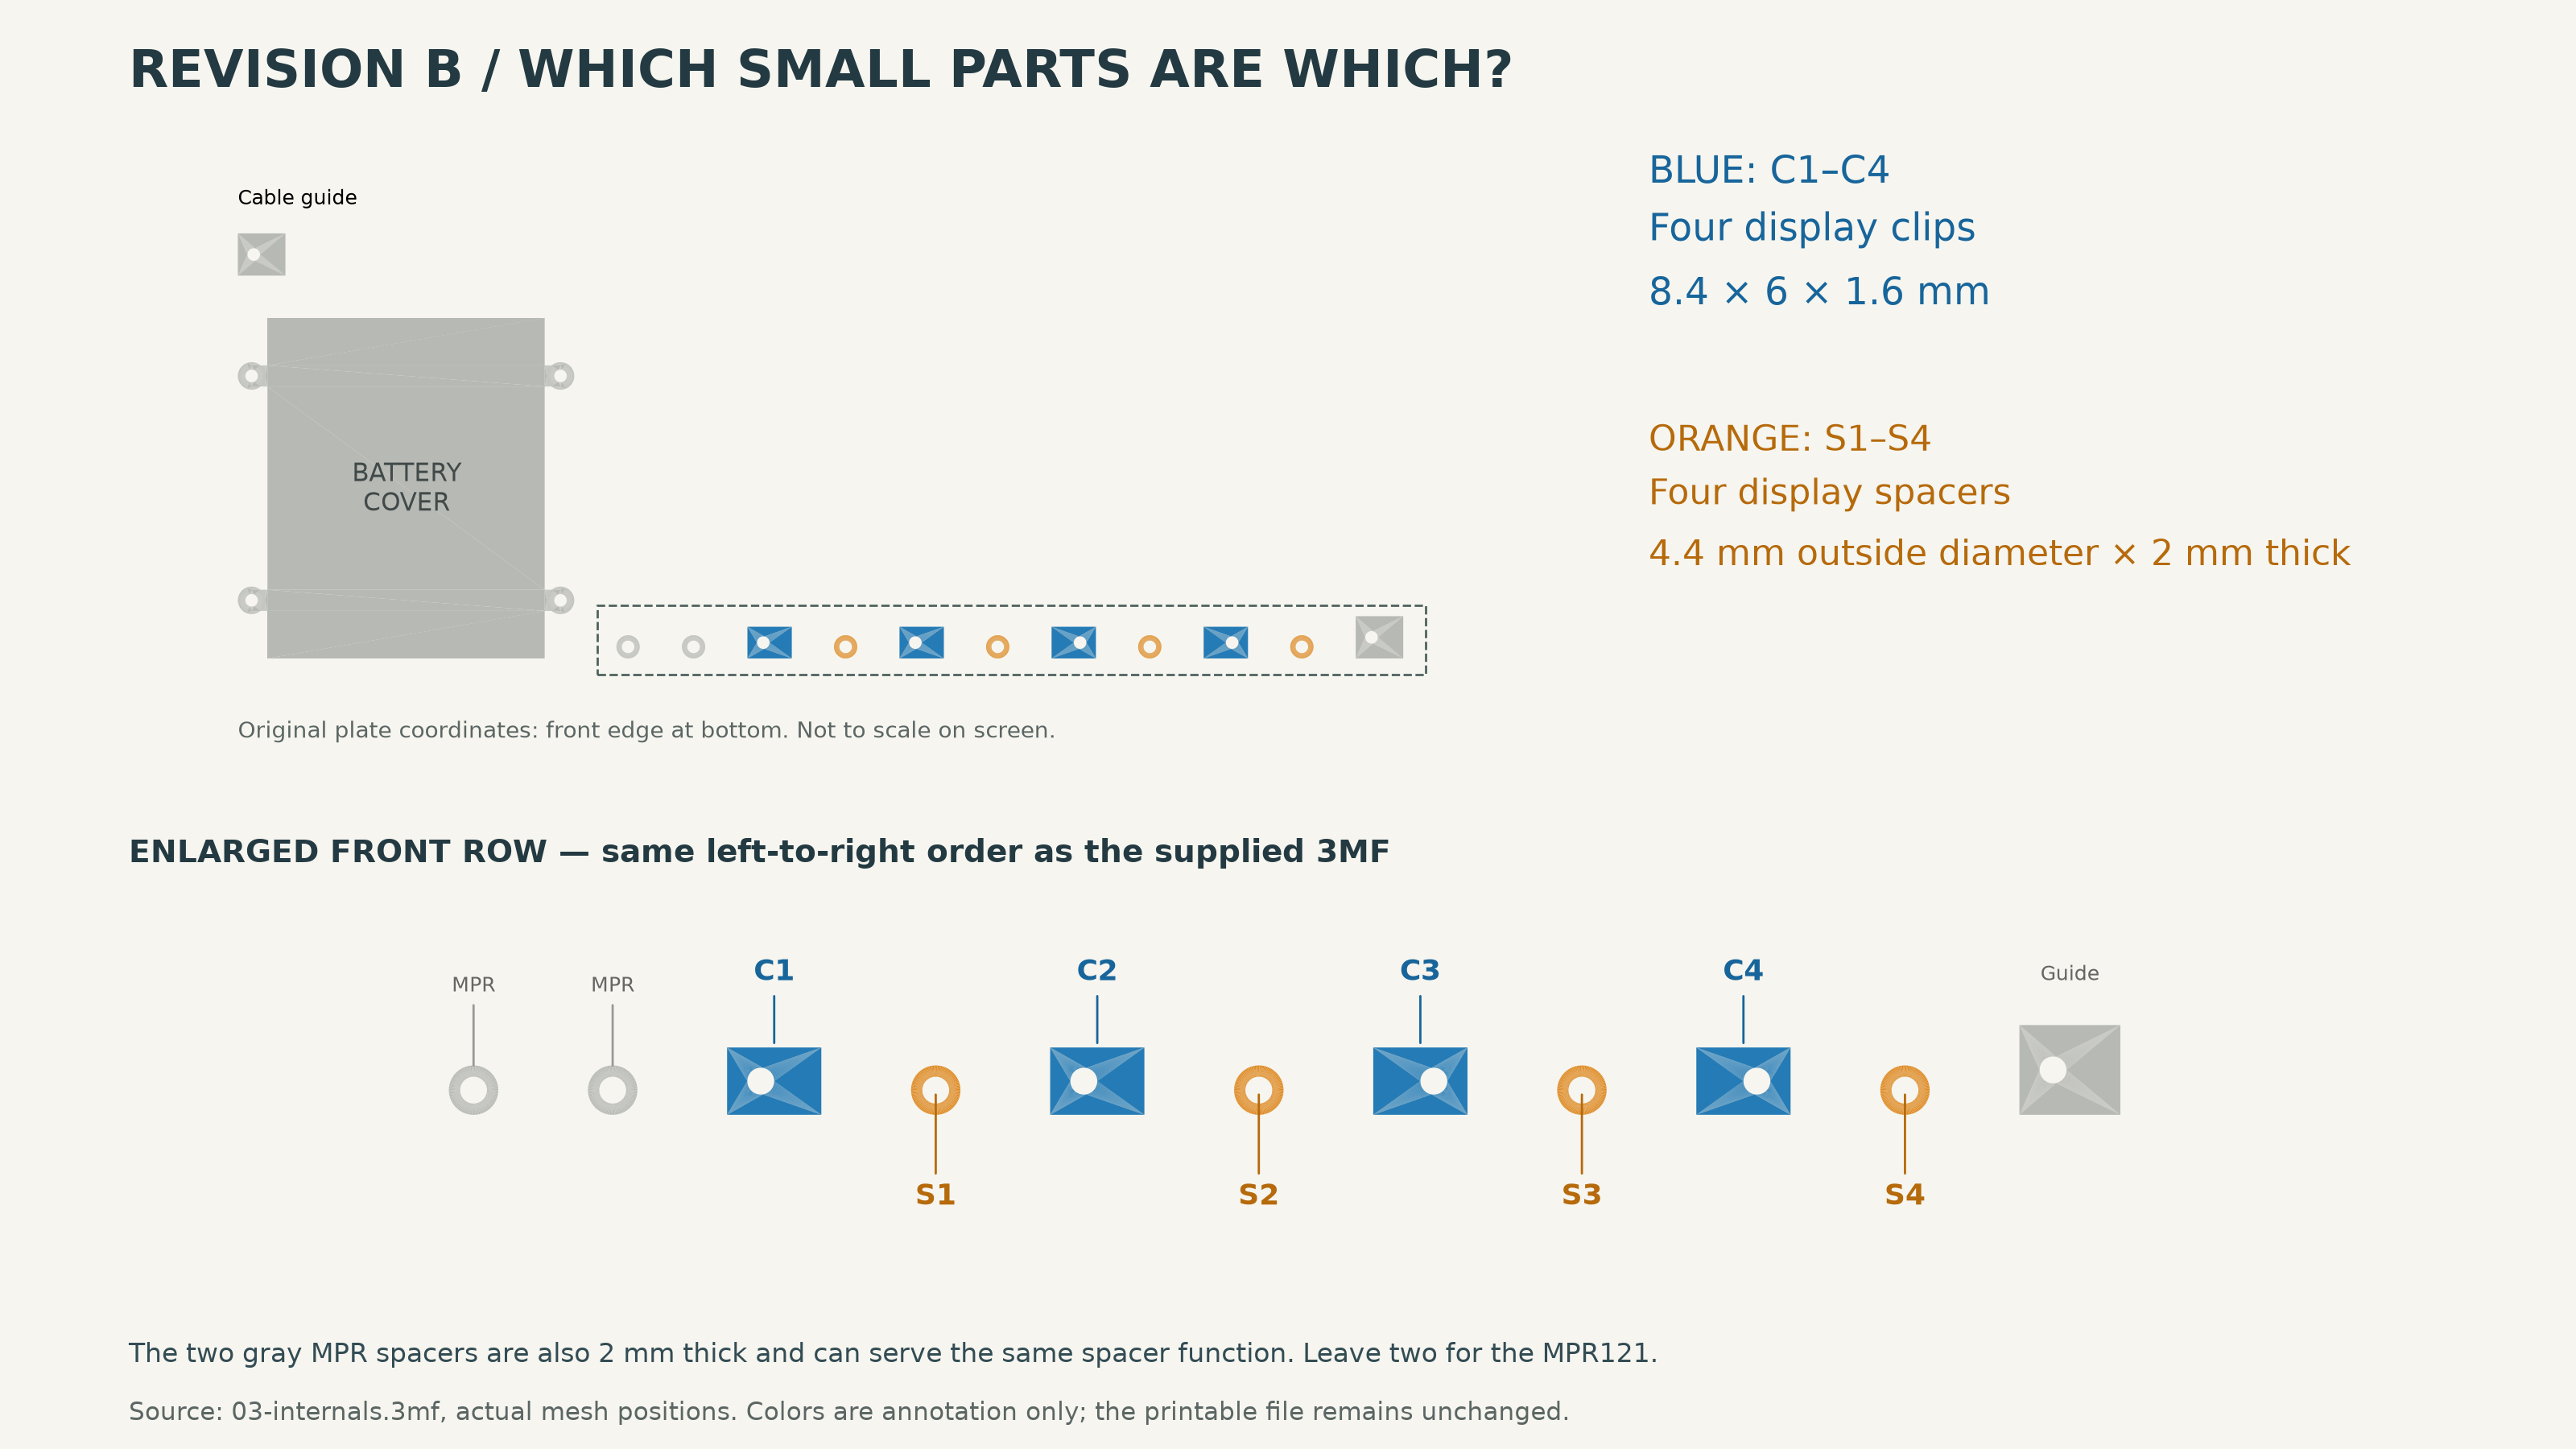 REVISION B / WHICH SMALL PARTS ARE WHICH?
Cable guide
BATTERY
COVER
BLUE: C1–C4
Four display clips
8.4 × 6 × 1.6 mm
ORANGE: S1–S4
Four display spacers
4.4 mm outside diameter × 2 mm thick
Original plate coordinates: front edge at bottom. Not to scale on screen.
ENLARGED FRONT ROW — same left-to-right order as the supplied 3MF
MPR
MPR
C1
C2
C3
C4
Guide
S1
S2
S3
S4
The two gray MPR spacers are also 2 mm thick and can serve the same spacer function. Leave two for the MPR121.
Source: 03-internals.3mf, actual mesh positions. Colors are annotation only; the printable file remains unchanged.